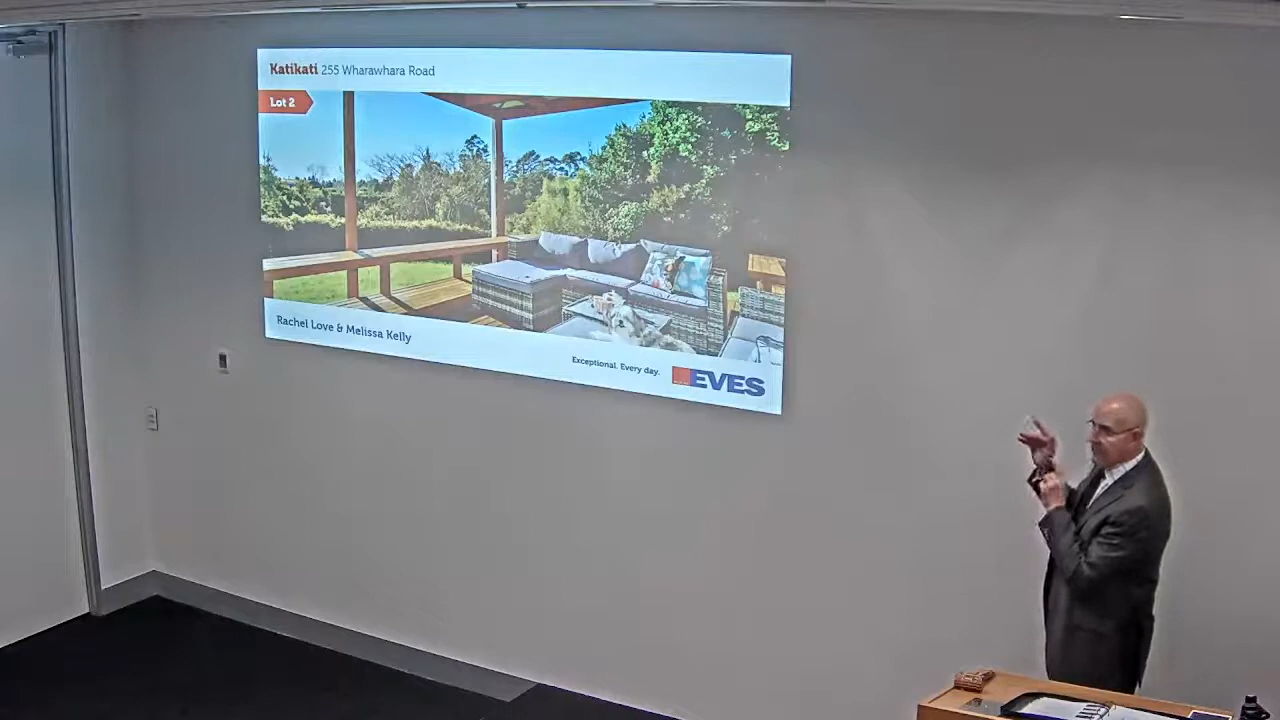 Katikati 255 Wharawhara Road
Lot 2
Rachel Love & Melissa Kelly
Exceptional. Every day.
EVES